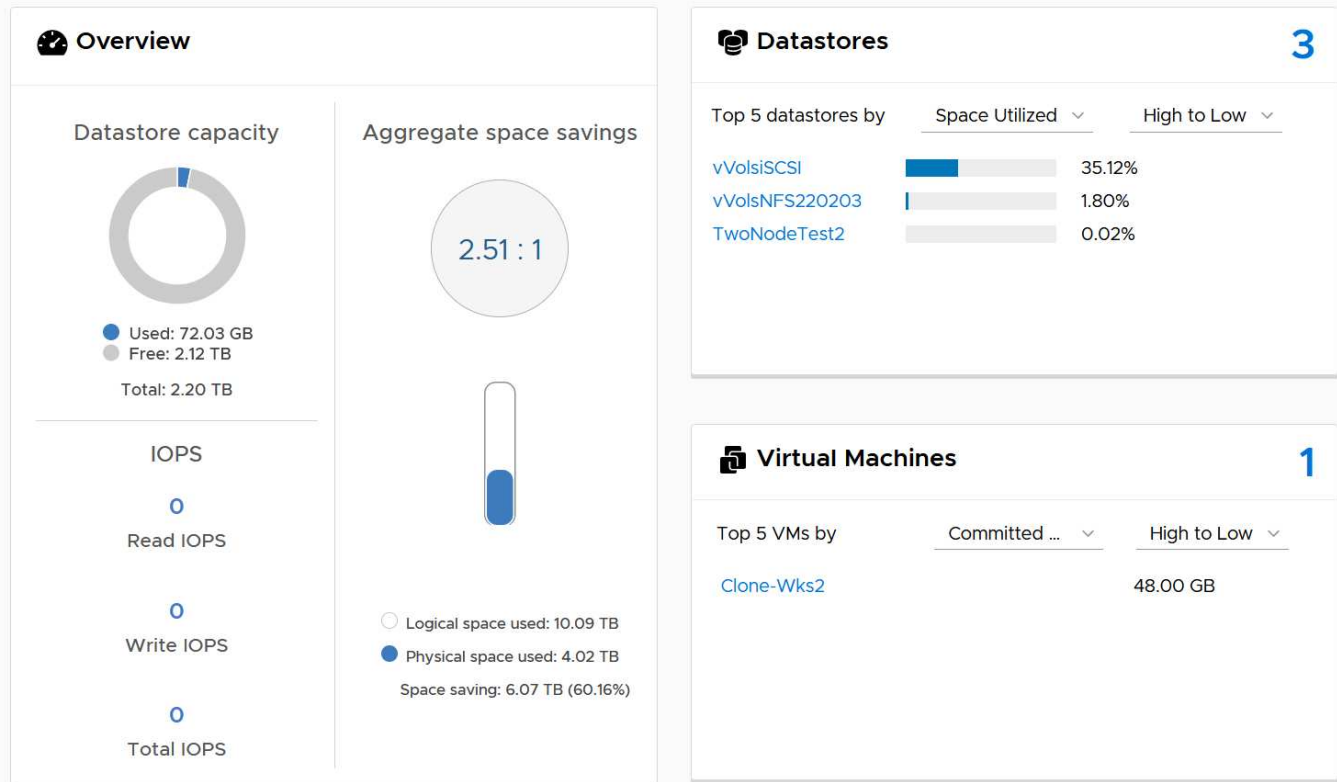 Overview
Datastore capacity
Used: 72.03 GB
Free: 2.12 TB
Total: 2.20 TB
IOPS
0
Read IOPS
0
Write IOPS
0
Total IOPS
Aggregate space savings
2.51 : 1
Logical space used: 10.09 TB
Physical space used: 4.02 TB
Space saving: 6.07 TB (60.16%)
Datastores 3
Top 5 datastores by Space Utilized High to Low
vVolsiSCSI 35.12%
vVolsNFS220203 1.80%
TwoNodeTest2 0.02%
Virtual Machines 1
Top 5 VMs by Committed ... High to Low
Clone-Wks2 48.00 GB